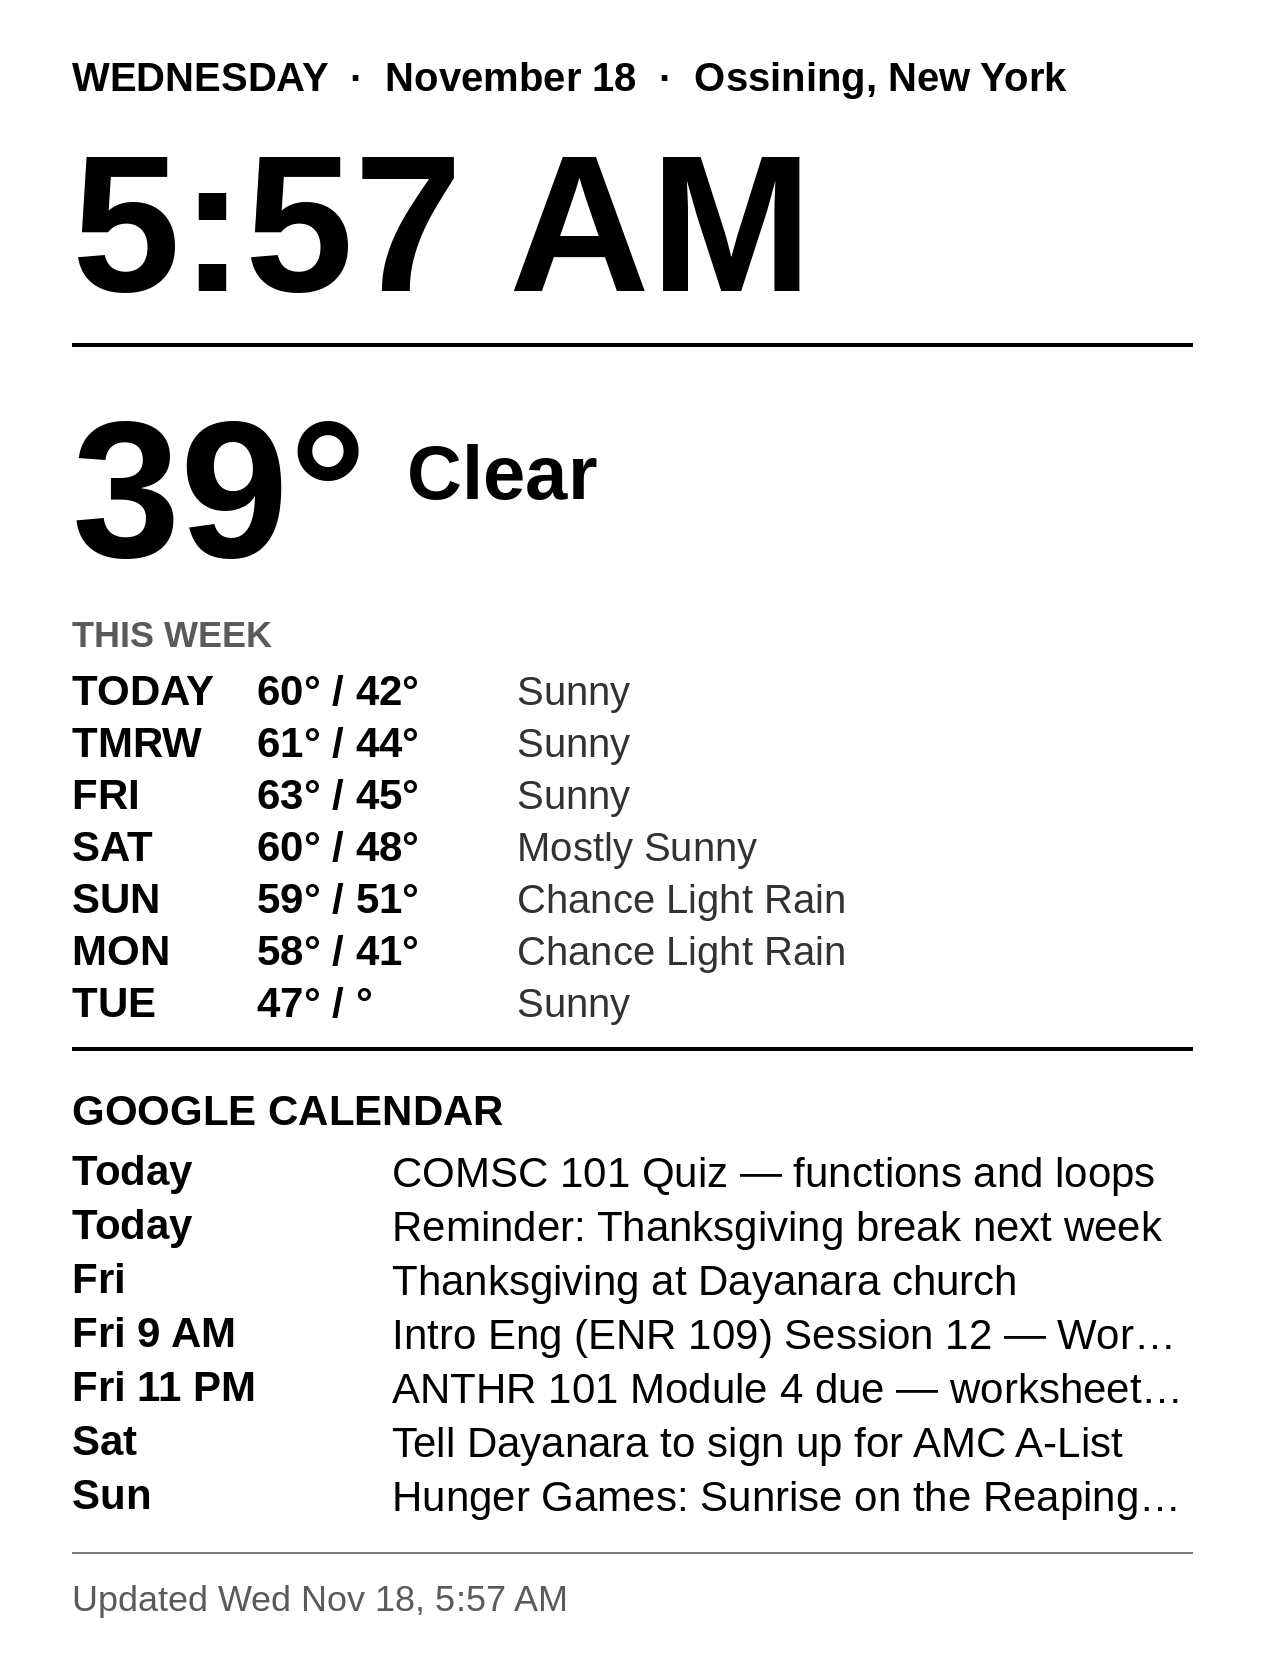 WEDNESDAY · November 18 · Ossining, New York
5:57 AM
39° Clear
THIS WEEK
TODAY 60° / 42° Sunny
TMRW 61° / 44° Sunny
FRI 63° / 45° Sunny
SAT 60° / 48° Mostly Sunny
SUN 59° / 51° Chance Light Rain
MON 58° / 41° Chance Light Rain
TUE 47° / ° Sunny
GOOGLE CALENDAR
Today COMSC 101 Quiz — functions and loops
Today Reminder: Thanksgiving break next week
Fri Thanksgiving at Dayanara church
Fri 9 AM Intro Eng (ENR 109) Session 12 — Wor…
Fri 11 PM ANTHR 101 Module 4 due — worksheet…
Sat Tell Dayanara to sign up for AMC A-List
Sun Hunger Games: Sunrise on the Reaping…
Updated Wed Nov 18, 5:57 AM